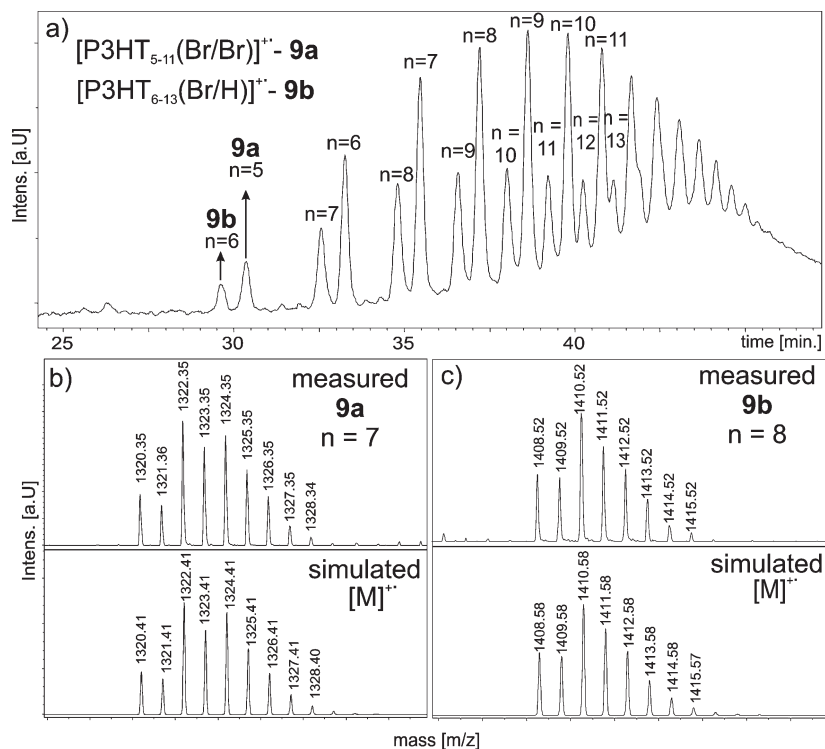 a)
[P3HT5-11(Br/Br)]+•- 9a
[P3HT6-13(Br/H)]+•- 9b
Intens. [a.U]
9b
n=6
9a
n=5
n=7
n=6
n=8
n=7
n=9
n=8
n =
10
n=9
n =
11
n=10
n =
12
n=11
n =
13
25
30
35
40
time [min.]
b)
measured
9a
n = 7
1320.35
1321.36
1322.35
1323.35
1324.35
1325.35
1326.35
1327.35
1328.34
Intens. [a.U]
simulated
[M]+•
1320.41
1321.41
1322.41
1323.41
1324.41
1325.41
1326.41
1327.41
1328.40
c)
measured
9b
n = 8
1408.52
1409.52
1410.52
1411.52
1412.52
1413.52
1414.52
1415.52
simulated
[M]+•
1408.58
1409.58
1410.58
1411.58
1412.58
1413.58
1414.58
1415.57
mass [m/z]